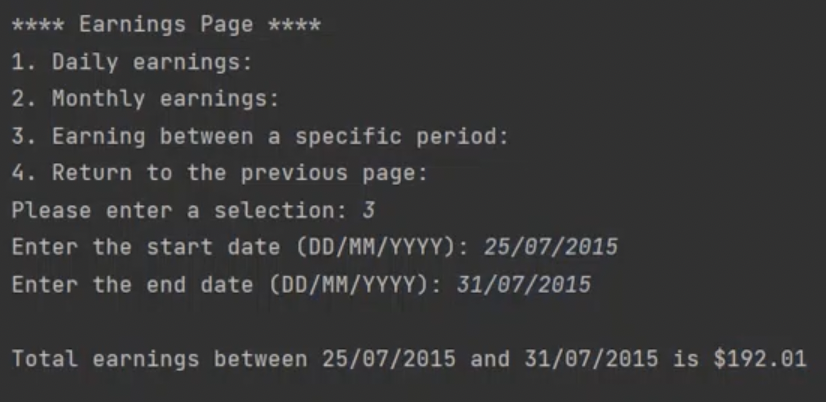 **** Earnings Page ****
1. Daily earnings:
2. Monthly earnings:
3. Earning between a specific period:
4. Return to the previous page:
Please enter a selection: 3
Enter the start date (DD/MM/YYYY): 25/07/2015
Enter the end date (DD/MM/YYYY): 31/07/2015
Total earnings between 25/07/2015 and 31/07/2015 is $192.01